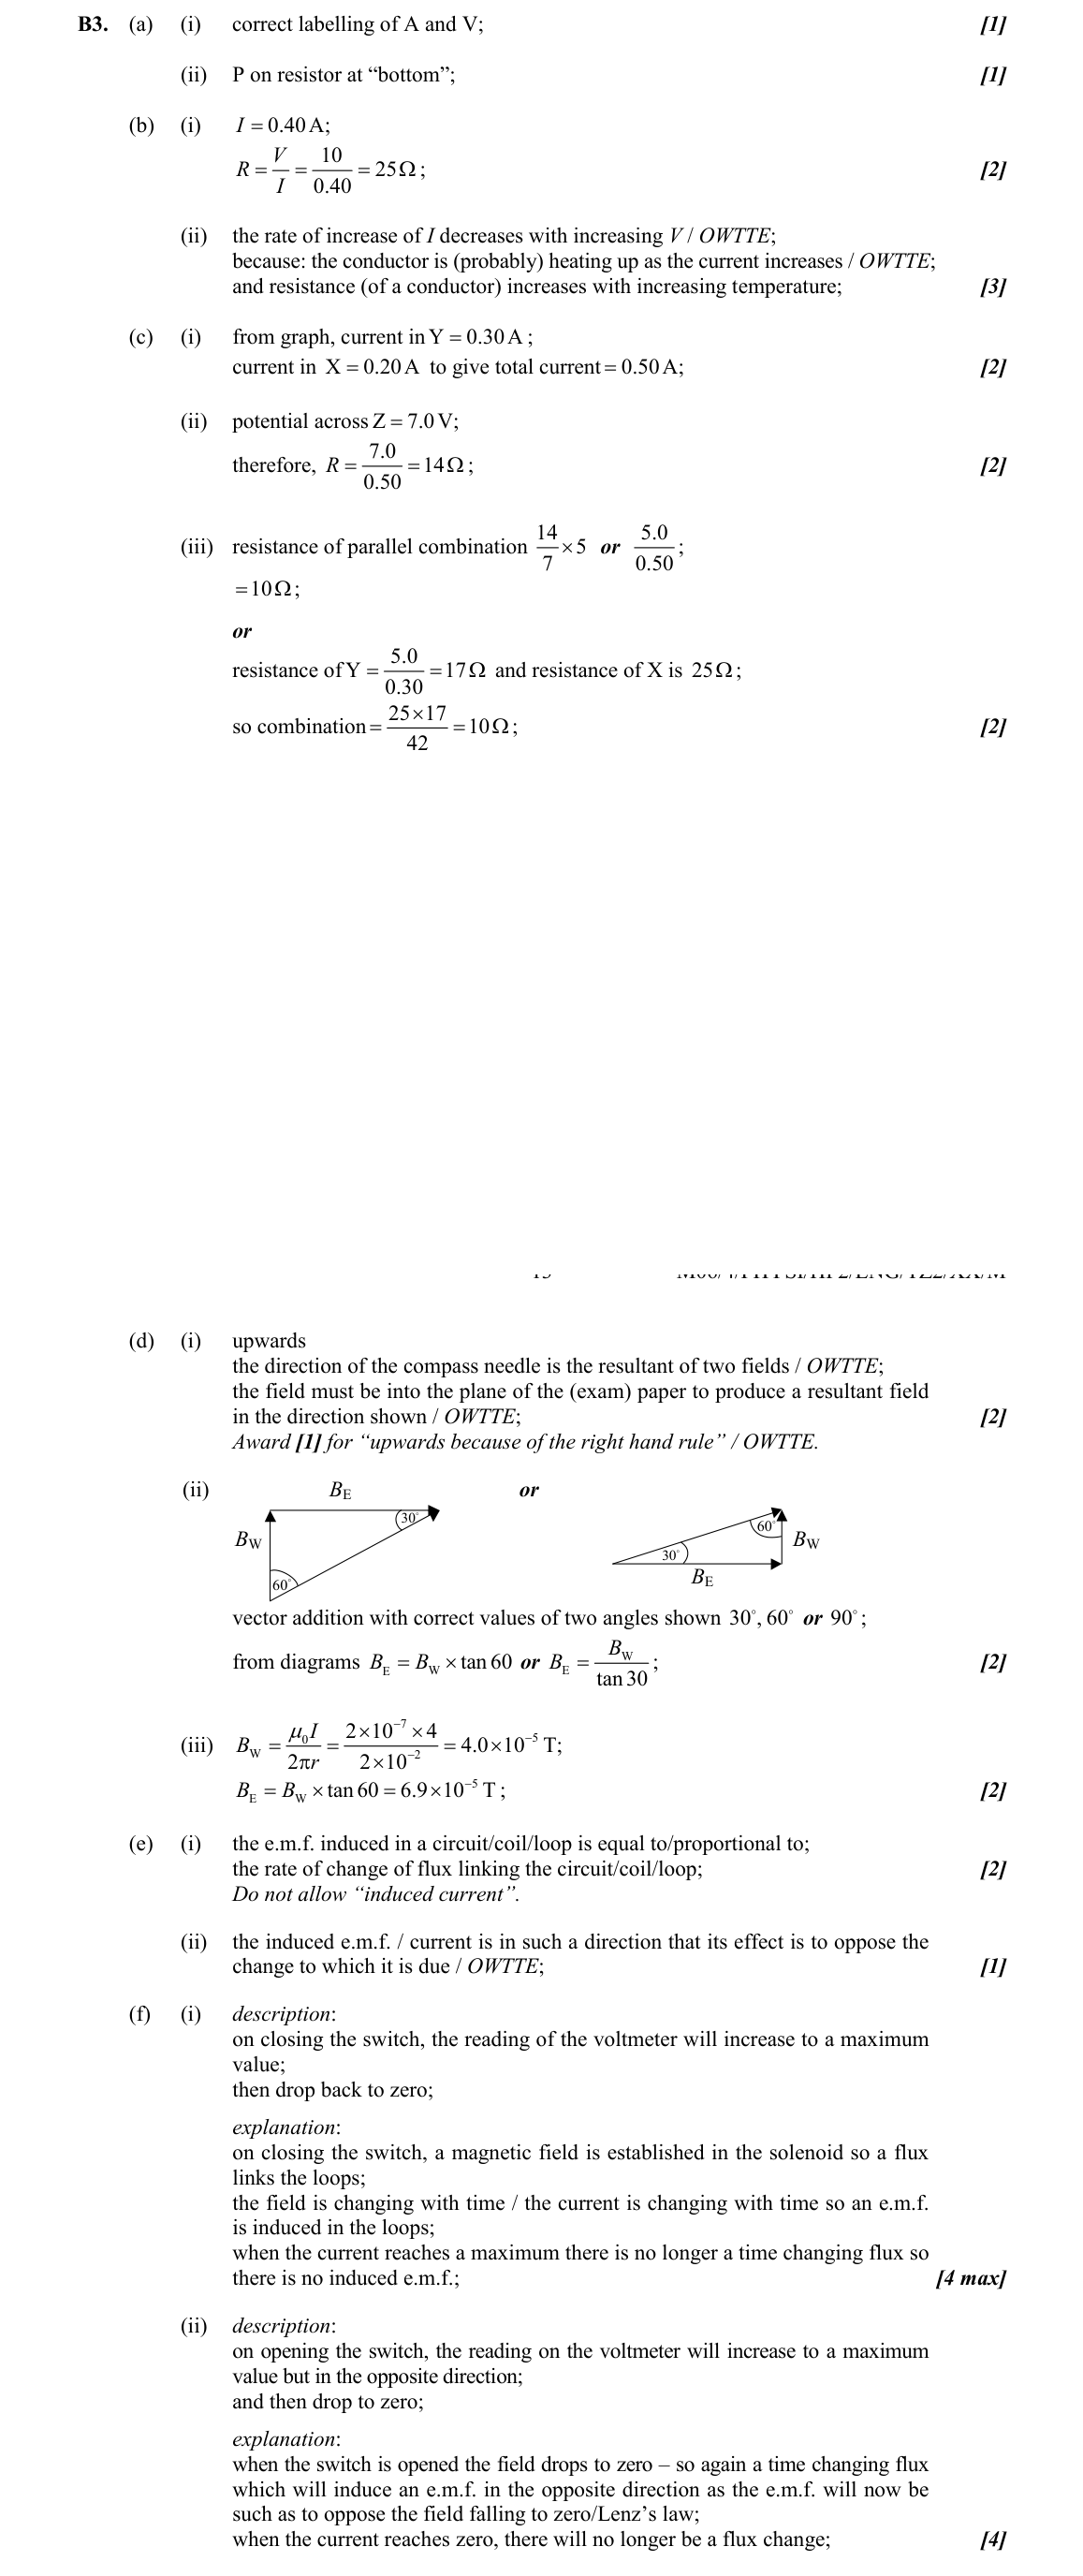 B3. (a) (i) correct labelling of A and V; [1]
(ii) P on resistor at “bottom”; [1]
(b) (i) I = 0.40 A;
R = V/I = 10/0.40 = 25 Ω; [2]
(ii) the rate of increase of I decreases with increasing V / OWTTE;
because: the conductor is (probably) heating up as the current increases / OWTTE;
and resistance (of a conductor) increases with increasing temperature; [3]
(c) (i) from graph, current in Y = 0.30 A;
current in X = 0.20 A to give total current = 0.50 A; [2]
(ii) potential across Z = 7.0 V;
therefore, R = 7.0/0.50 = 14 Ω; [2]
(iii) resistance of parallel combination 14/7 × 5 or 5.0/0.50;
= 10 Ω;
or
resistance of Y = 5.0/0.30 = 17 Ω and resistance of X is 25 Ω;
so combination = 25×17/42 = 10 Ω; [2]
(d) (i) upwards
the direction of the compass needle is the resultant of two fields / OWTTE;
the field must be into the plane of the (exam) paper to produce a resultant field
in the direction shown / OWTTE; [2]
Award [1] for “upwards because of the right hand rule” / OWTTE.
(ii) B_E or
30°
B_W
60°
60°
B_W
30°
B_E
vector addition with correct values of two angles shown 30°, 60° or 90°;
from diagrams B_E = B_W × tan 60 or B_E = B_W/tan 30; [2]
(iii) B_W = μ₀I/2πr = 2×10⁻⁷ × 4/2×10⁻² = 4.0×10⁻⁵ T;
B_E = B_W × tan 60 = 6.9×10⁻⁵ T; [2]
(e) (i) the e.m.f. induced in a circuit/coil/loop is equal to/proportional to;
the rate of change of flux linking the circuit/coil/loop; [2]
Do not allow “induced current”.
(ii) the induced e.m.f. / current is in such a direction that its effect is to oppose the
change to which it is due / OWTTE; [1]
(f) (i) description:
on closing the switch, the reading of the voltmeter will increase to a maximum
value;
then drop back to zero;
explanation:
on closing the switch, a magnetic field is established in the solenoid so a flux
links the loops;
the field is changing with time / the current is changing with time so an e.m.f.
is induced in the loops;
when the current reaches a maximum there is no longer a time changing flux so
there is no induced e.m.f.; [4 max]
(ii) description:
on opening the switch, the reading on the voltmeter will increase to a maximum
value but in the opposite direction;
and then drop to zero;
explanation:
when the switch is opened the field drops to zero – so again a time changing flux
which will induce an e.m.f. in the opposite direction as the e.m.f. will now be
such as to oppose the field falling to zero/Lenz’s law;
when the current reaches zero, there will no longer be a flux change; [4]